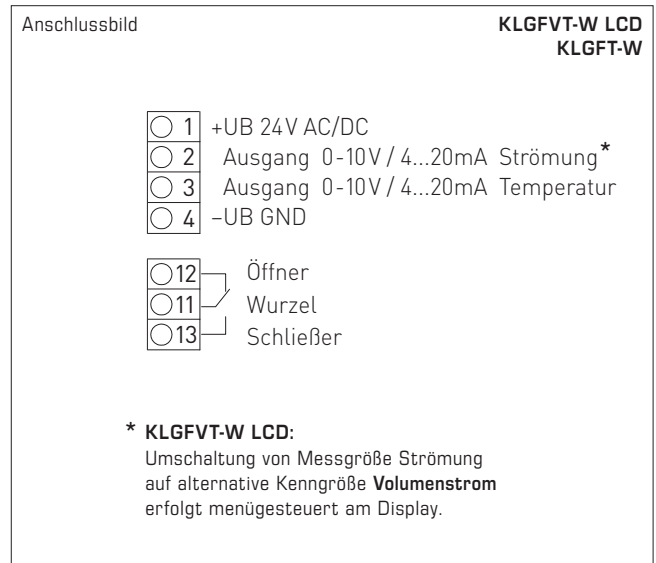 Anschlussbild KLGFVT-W LCD
KLGFT-W
1 +UB 24V AC/DC
2 Ausgang 0-10V / 4...20mA Strömung*
3 Ausgang 0-10V / 4...20mA Temperatur
4 –UB GND
12 Öffner
11 Wurzel
13 Schließer
* KLGFVT-W LCD:
Umschaltung von Messgröße Strömung
auf alternative Kenngröße Volumenstrom
erfolgt menügesteuert am Display.